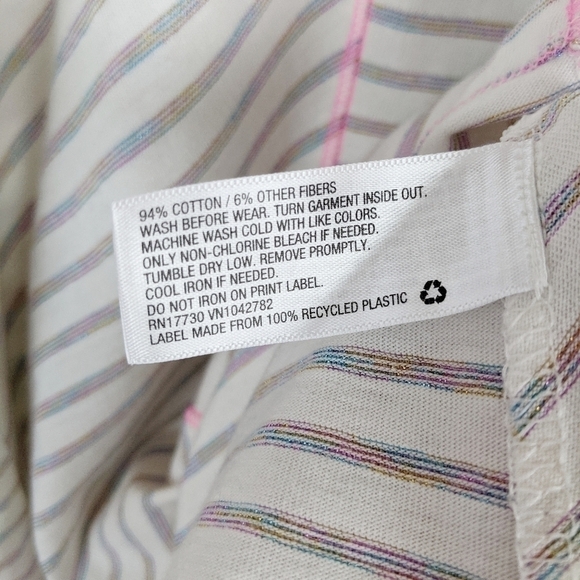 94% COTTON / 6% OTHER FIBERS
WASH BEFORE WEAR. TURN GARMENT INSIDE OUT.
MACHINE WASH COLD WITH LIKE COLORS.
ONLY NON-CHLORINE BLEACH IF NEEDED.
TUMBLE DRY LOW. REMOVE PROMPTLY.
COOL IRON IF NEEDED.
DO NOT IRON ON PRINT LABEL.
RN17730 VN1042782
LABEL MADE FROM 100% RECYCLED PLASTIC